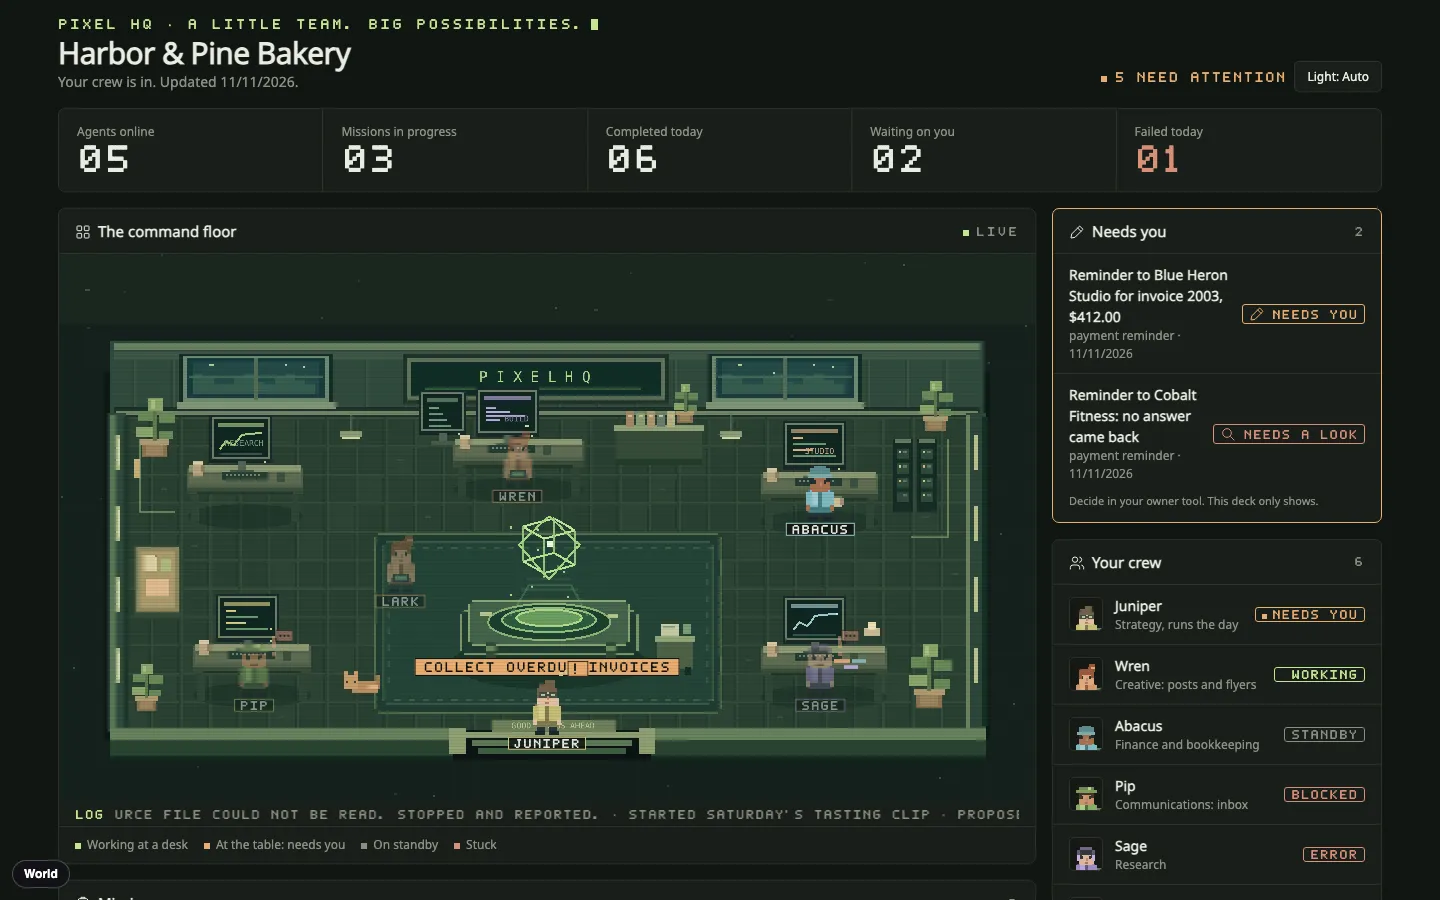 PIXEL HQ · A LITTLE TEAM. BIG POSSIBILITIES.
Harbor & Pine Bakery
Your crew is in. Updated 11/11/2026.
5 NEED ATTENTION
Light: Auto
Agents online
05
Missions in progress
03
Completed today
06
Waiting on you
02
Failed today
01
The command floor
LIVE
PIXELHQ
RESEARCH
BUILD
STUDIO
WREN
ABACUS
LARK
COLLECT OVERDU ! INVOICES
PIP
SAGE
GOOD S AHEAD
JUNIPER
LOG URCE FILE COULD NOT BE READ. STOPPED AND REPORTED. · STARTED SATURDAY'S TASTING CLIP · PROPOSE
Working at a desk
At the table: needs you
On standby
Stuck
World
Needs you
2
Reminder to Blue Heron
Studio for invoice 2003,
$412.00
payment reminder ·
11/11/2026
NEEDS YOU
Reminder to Cobalt
Fitness: no answer
came back
payment reminder ·
11/11/2026
NEEDS A LOOK
Decide in your owner tool. This deck only shows.
Your crew
6
Juniper
Strategy, runs the day
NEEDS YOU
Wren
Creative: posts and flyers
WORKING
Abacus
Finance and bookkeeping
STANDBY
Pip
Communications: inbox
BLOCKED
Sage
Research
ERROR